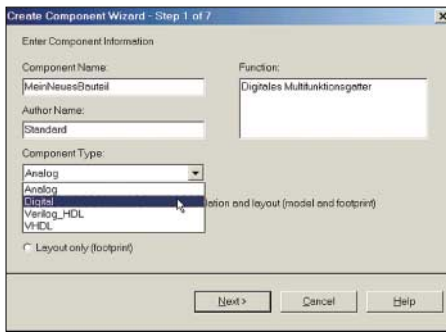 Create Component Wizard - Step 1 of 7
Enter Component Information
Component Name:
MeinNeuesBauteil
Function:
Digitales Multifunktionsgatter
Author Name:
Standard
Component Type:
Analog
Analog
Digital
Verilog_HDL
VHDL
ation and layout (model and footprint)
Layout only (footprint)
Next >
Cancel
Help